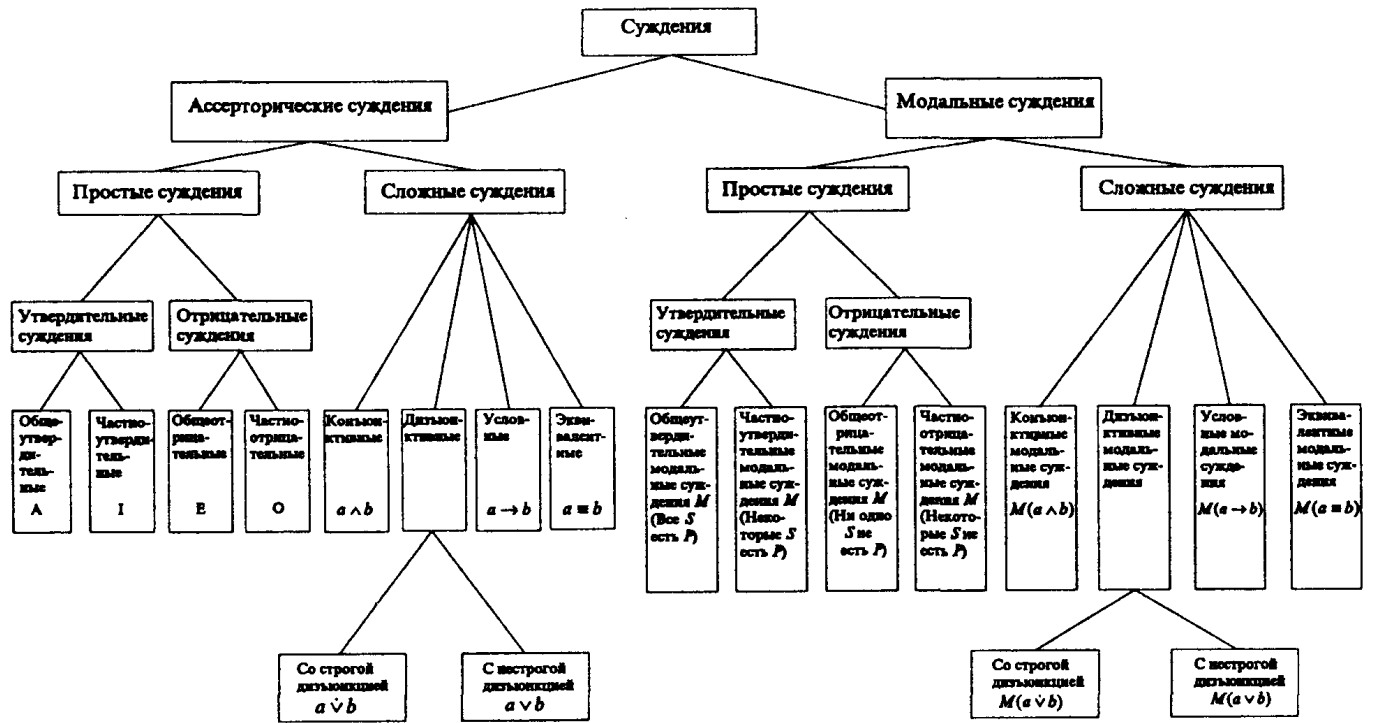 Суждения
Ассерторические суждения
Модальные суждения
Простые суждения
Сложные суждения
Простые суждения
Сложные суждения
Утвердительные
суждения
Отрицательные
суждения
Утвердительные
суждения
Отрицательные
суждения
Обще-
утвер-
ди-
тель-
ные
A
Частно-
утверди-
тель-
ные
I
Общеот-
рица-
тельные
E
Частно-
отрица-
тельные
O
Конъюн-
ктивные
a ∧ b
Дизъюн-
ктивные
Услов-
ные
a → b
Экви-
валент-
ные
a ≡ b
Общеут-
верди-
тельные
модаль-
ные суж-
дения M
(Все S
есть P)
Частно-
утверди-
тельные
модаль-
ные суж-
дения M
(Неко-
торые S
есть P)
Общеот-
рица-
тельные
модаль-
ные суж-
дения M
(Ни одно
S не
есть P)
Частно-
отрица-
тельные
модаль-
ные суж-
дения M
(Некото-
рые S не
есть P)
Конъюн-
ктивные
модаль-
ные суж-
дения
M(a ∧ b)
Дизъюн-
ктивные
модаль-
ные суж-
дения
Услов-
ные мо-
дальные
сужде-
ния
M(a → b)
Эквива-
лентные
модаль-
ные суж-
дения
M(a ≡ b)
Со строгой
дизъюнкцией
a ∨̇ b
С нестрогой
дизъюнкцией
a ∨ b
Со строгой
дизъюнкцией
M(a ∨̇ b)
С нестрогой
дизъюнкцией
M(a ∨ b)